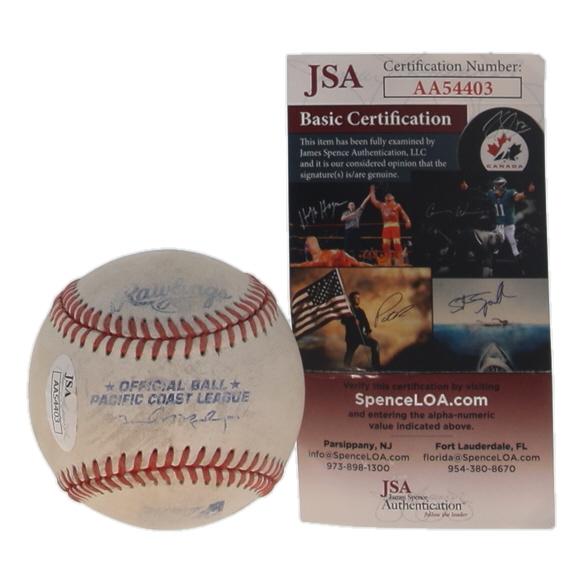 JSA
Certification Number:
AA54403
Basic Certification
This item has been fully examined by
James Spence Authentication, LLC
and it is our considered opinion that the
signature(s) is/are genuine.
CANADA
11
Verify this certification by visiting
SpenceLOA.com
and entering the alpha-numeric
value indicated above.
Parsippany, NJ
info@SpenceLOA.com
973-898-1300
Fort Lauderdale, FL
florida@SpenceLOA.com
954-380-8670
JSA
James Spence
Authentication
follow the leader
Rawlings
★ OFFICIAL BALL ★
PACIFIC COAST LEAGUE
JSA
AA54403